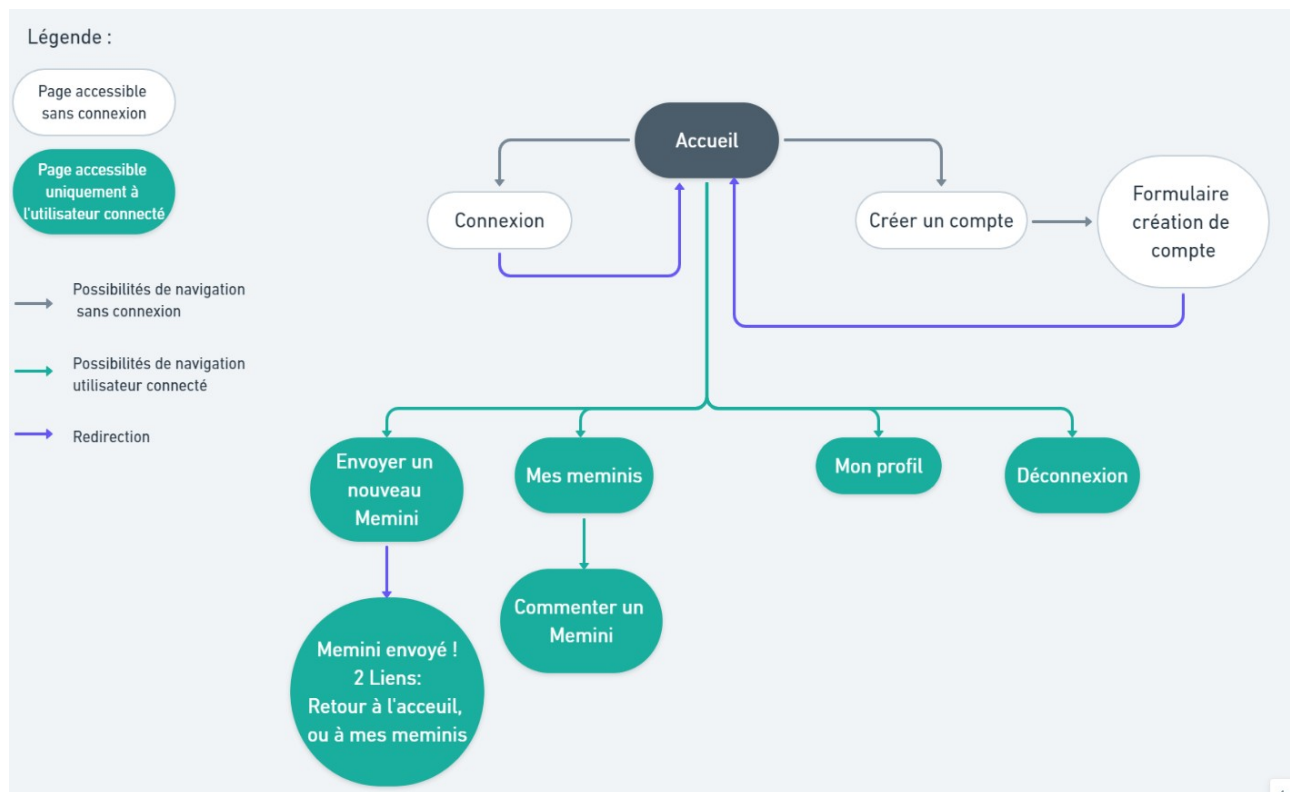 Légende :
Page accessible
sans connexion
Page accessible
uniquement à
l'utilisateur connecté
Possibilités de navigation
sans connexion
Possibilités de navigation
utilisateur connecté
Redirection
Accueil
Connexion
Créer un compte
Formulaire
création de
compte
Envoyer un
nouveau
Memini
Mes meminis
Mon profil
Déconnexion
Commenter un
Memini
Memini envoyé !
2 Liens:
Retour à l'acceuil,
ou à mes meminis